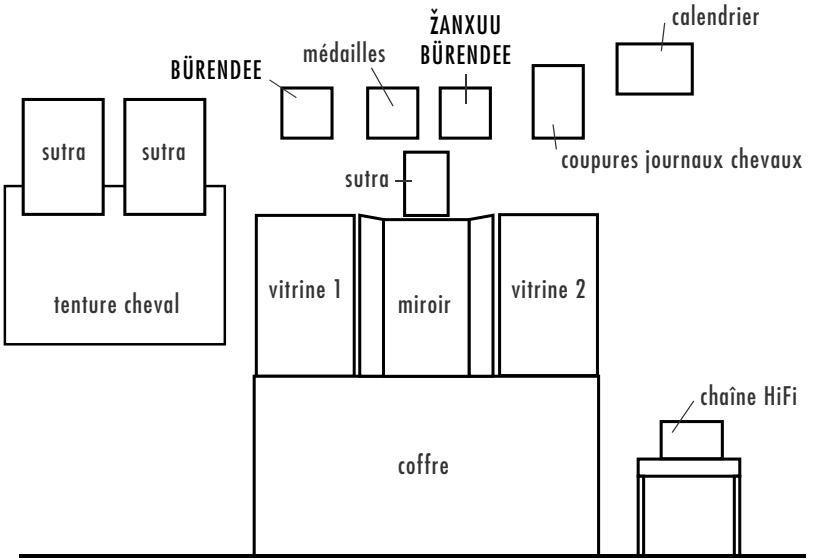 calendrier
ŽANXUU
BÜRENDEE
médailles
BÜRENDEE
sutra
sutra
coupures journaux chevaux
sutra
tenture cheval
vitrine 1
miroir
vitrine 2
chaîne HiFi
coffre